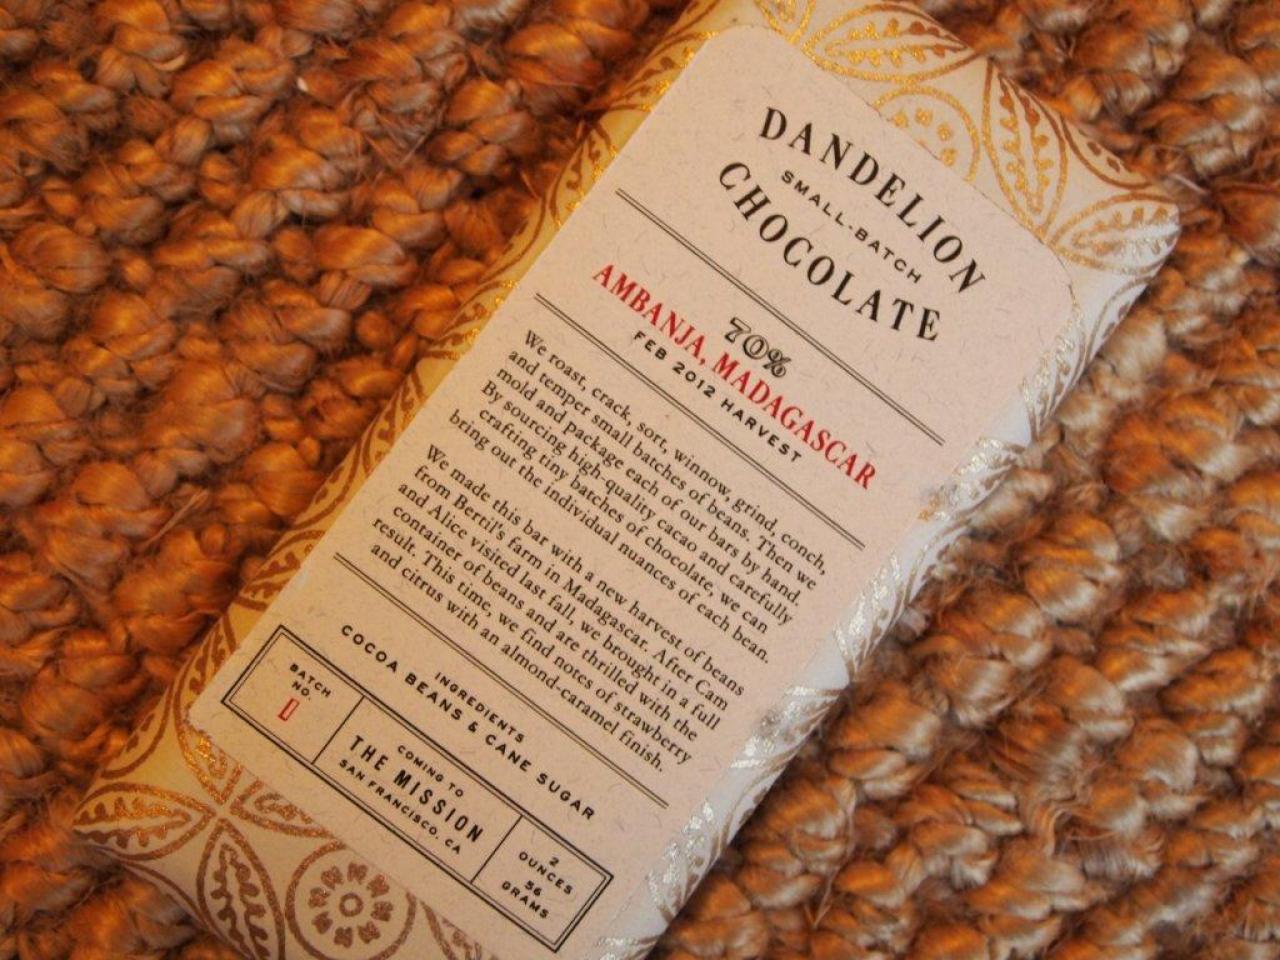 DANDELION
SMALL-BATCH
CHOCOLATE
70%
AMBANJA, MADAGASCAR
FEB 2012 HARVEST
We roast, crack, sort, winnow, grind, conch,
and temper small batches of beans. Then we
mold and package each of our bars by hand.
By sourcing high-quality cacao and carefully
crafting tiny batches of chocolate, we can
bring out the individual nuances of each bean.
We made this bar with a new harvest of beans
from Bertil's farm in Madagascar. After Cam
and Alice visited last fall, we brought in a full
container of beans and are thrilled with the
result. This time, we find notes of strawberry
and citrus with an almond-caramel finish.
INGREDIENTS
COCOA BEANS & CANE SUGAR
BATCH
NO.
COMING TO
THE MISSION
SAN FRANCISCO, CA
2
OUNCES
56
GRAMS